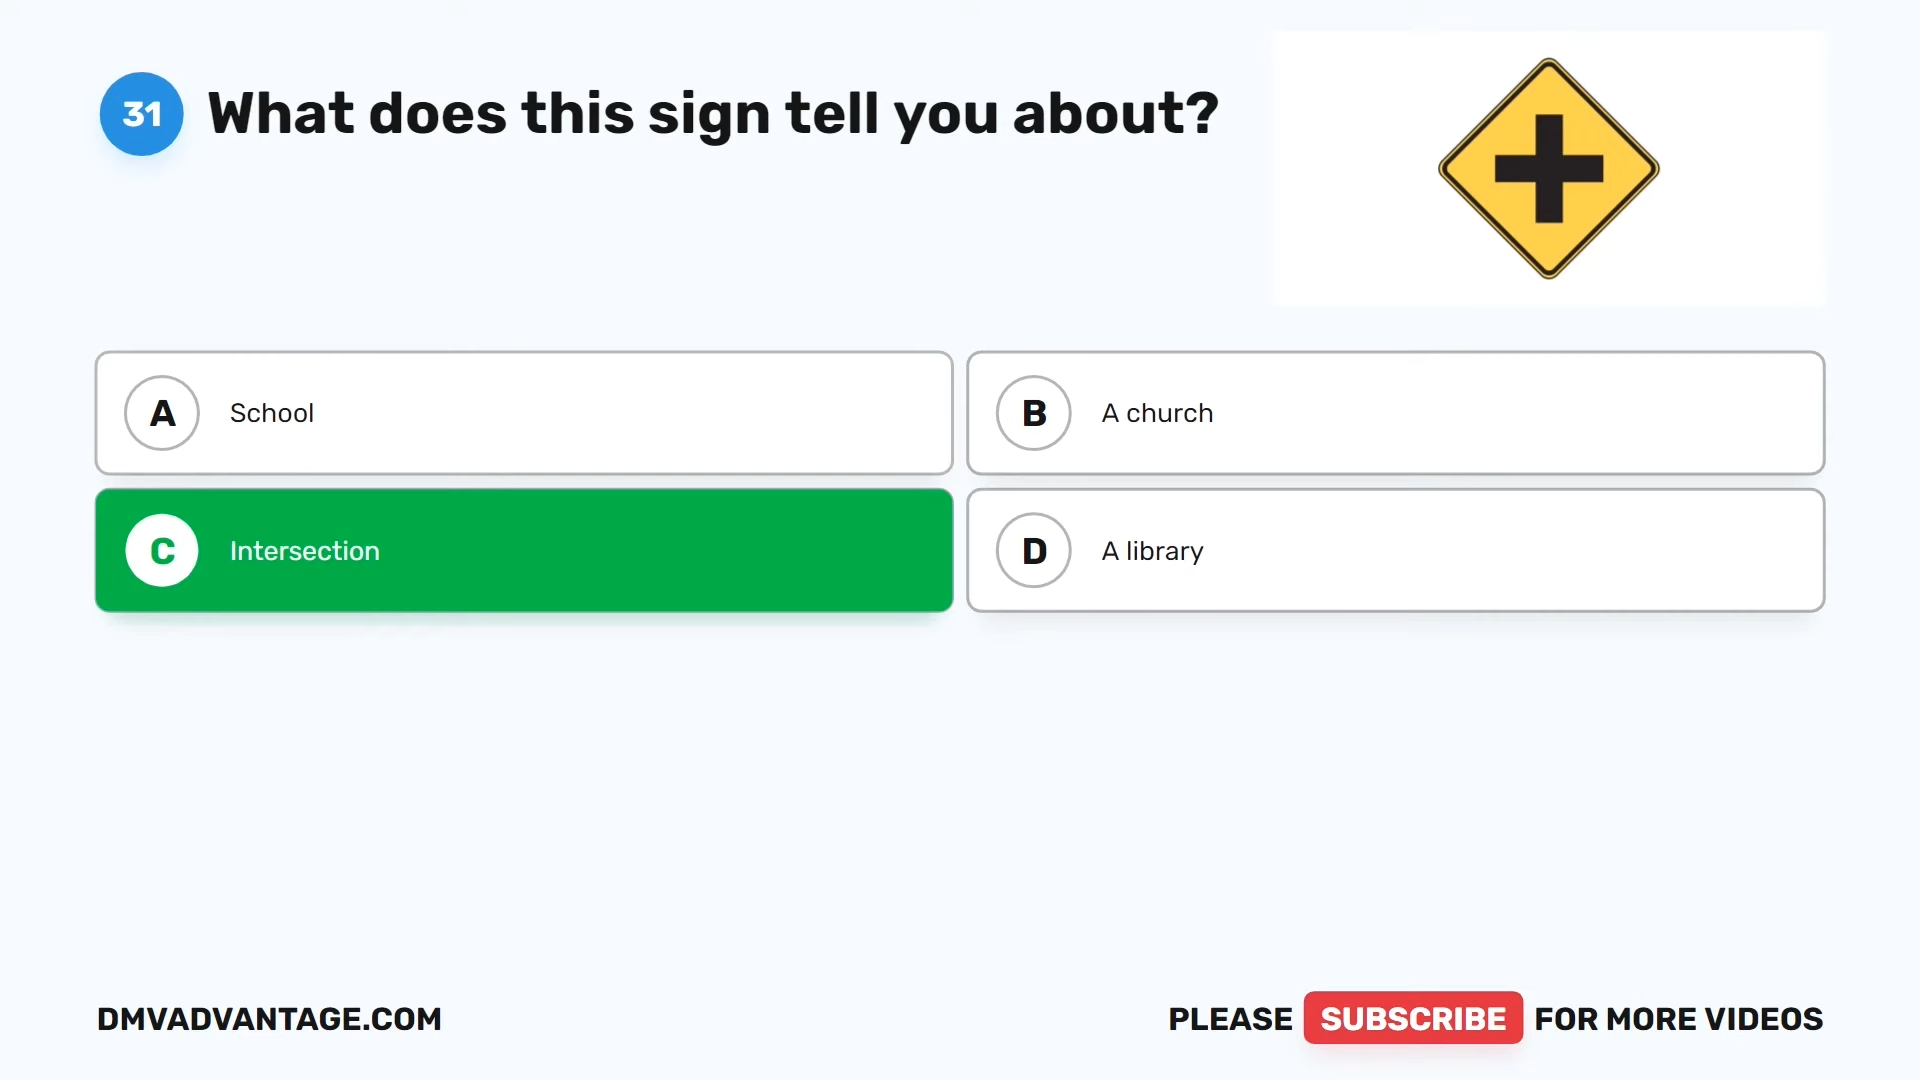 31 What does this sign tell you about?
A School
B A church
C Intersection
D A library
DMVADVANTAGE.COM
PLEASE SUBSCRIBE FOR MORE VIDEOS